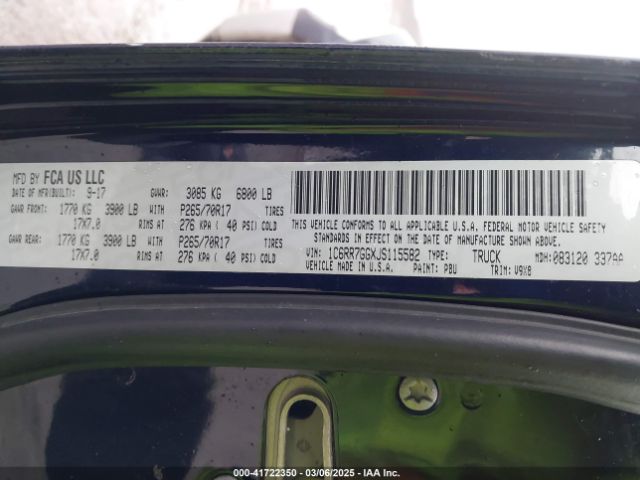 MFD BY FCA US LLC
DATE OF MFR(BUILT): 9-17 GVWR: 3085 KG 6800 LB
GAWR FRONT: 1770 KG 3900 LB WITH P265/70R17 TIRES
17X7.0 RIMS AT 276 KPA ( 40 PSI) COLD
GAWR REAR: 1770 KG 3900 LB WITH P265/70R17 TIRES
17X7.0 RIMS AT 276 KPA ( 40 PSI) COLD
THIS VEHICLE CONFORMS TO ALL APPLICABLE U.S.A. FEDERAL MOTOR VEHICLE SAFETY
STANDARDS IN EFFECT ON THE DATE OF MANUFACTURE SHOWN ABOVE.
VIN: 1C6RR7GGXJS115582 TYPE: TRUCK MDH: 083120 337AA
VEHICLE MADE IN U.S.A. PAINT: PBU TRIM: V9X8
000-41722350 | 03/06/2025 | IAA Inc.